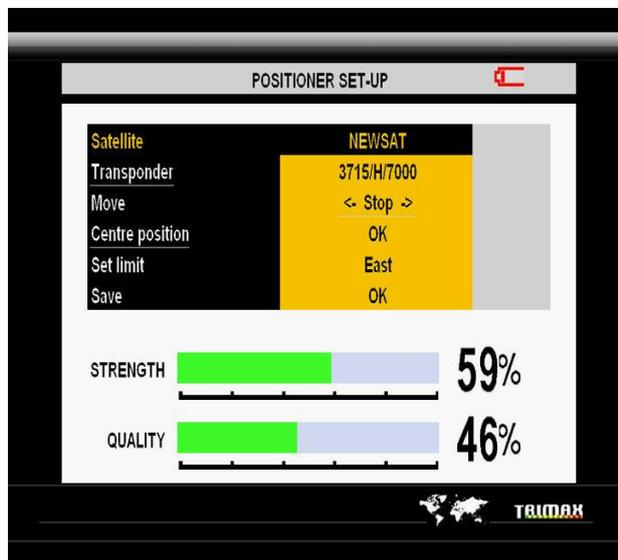 POSITIONER SET-UP
Satellite NEWSAT
Transponder 3715/H/7000
Move <- Stop ->
Centre position OK
Set limit East
Save OK
STRENGTH 59%
QUALITY 46%
TRIMAX